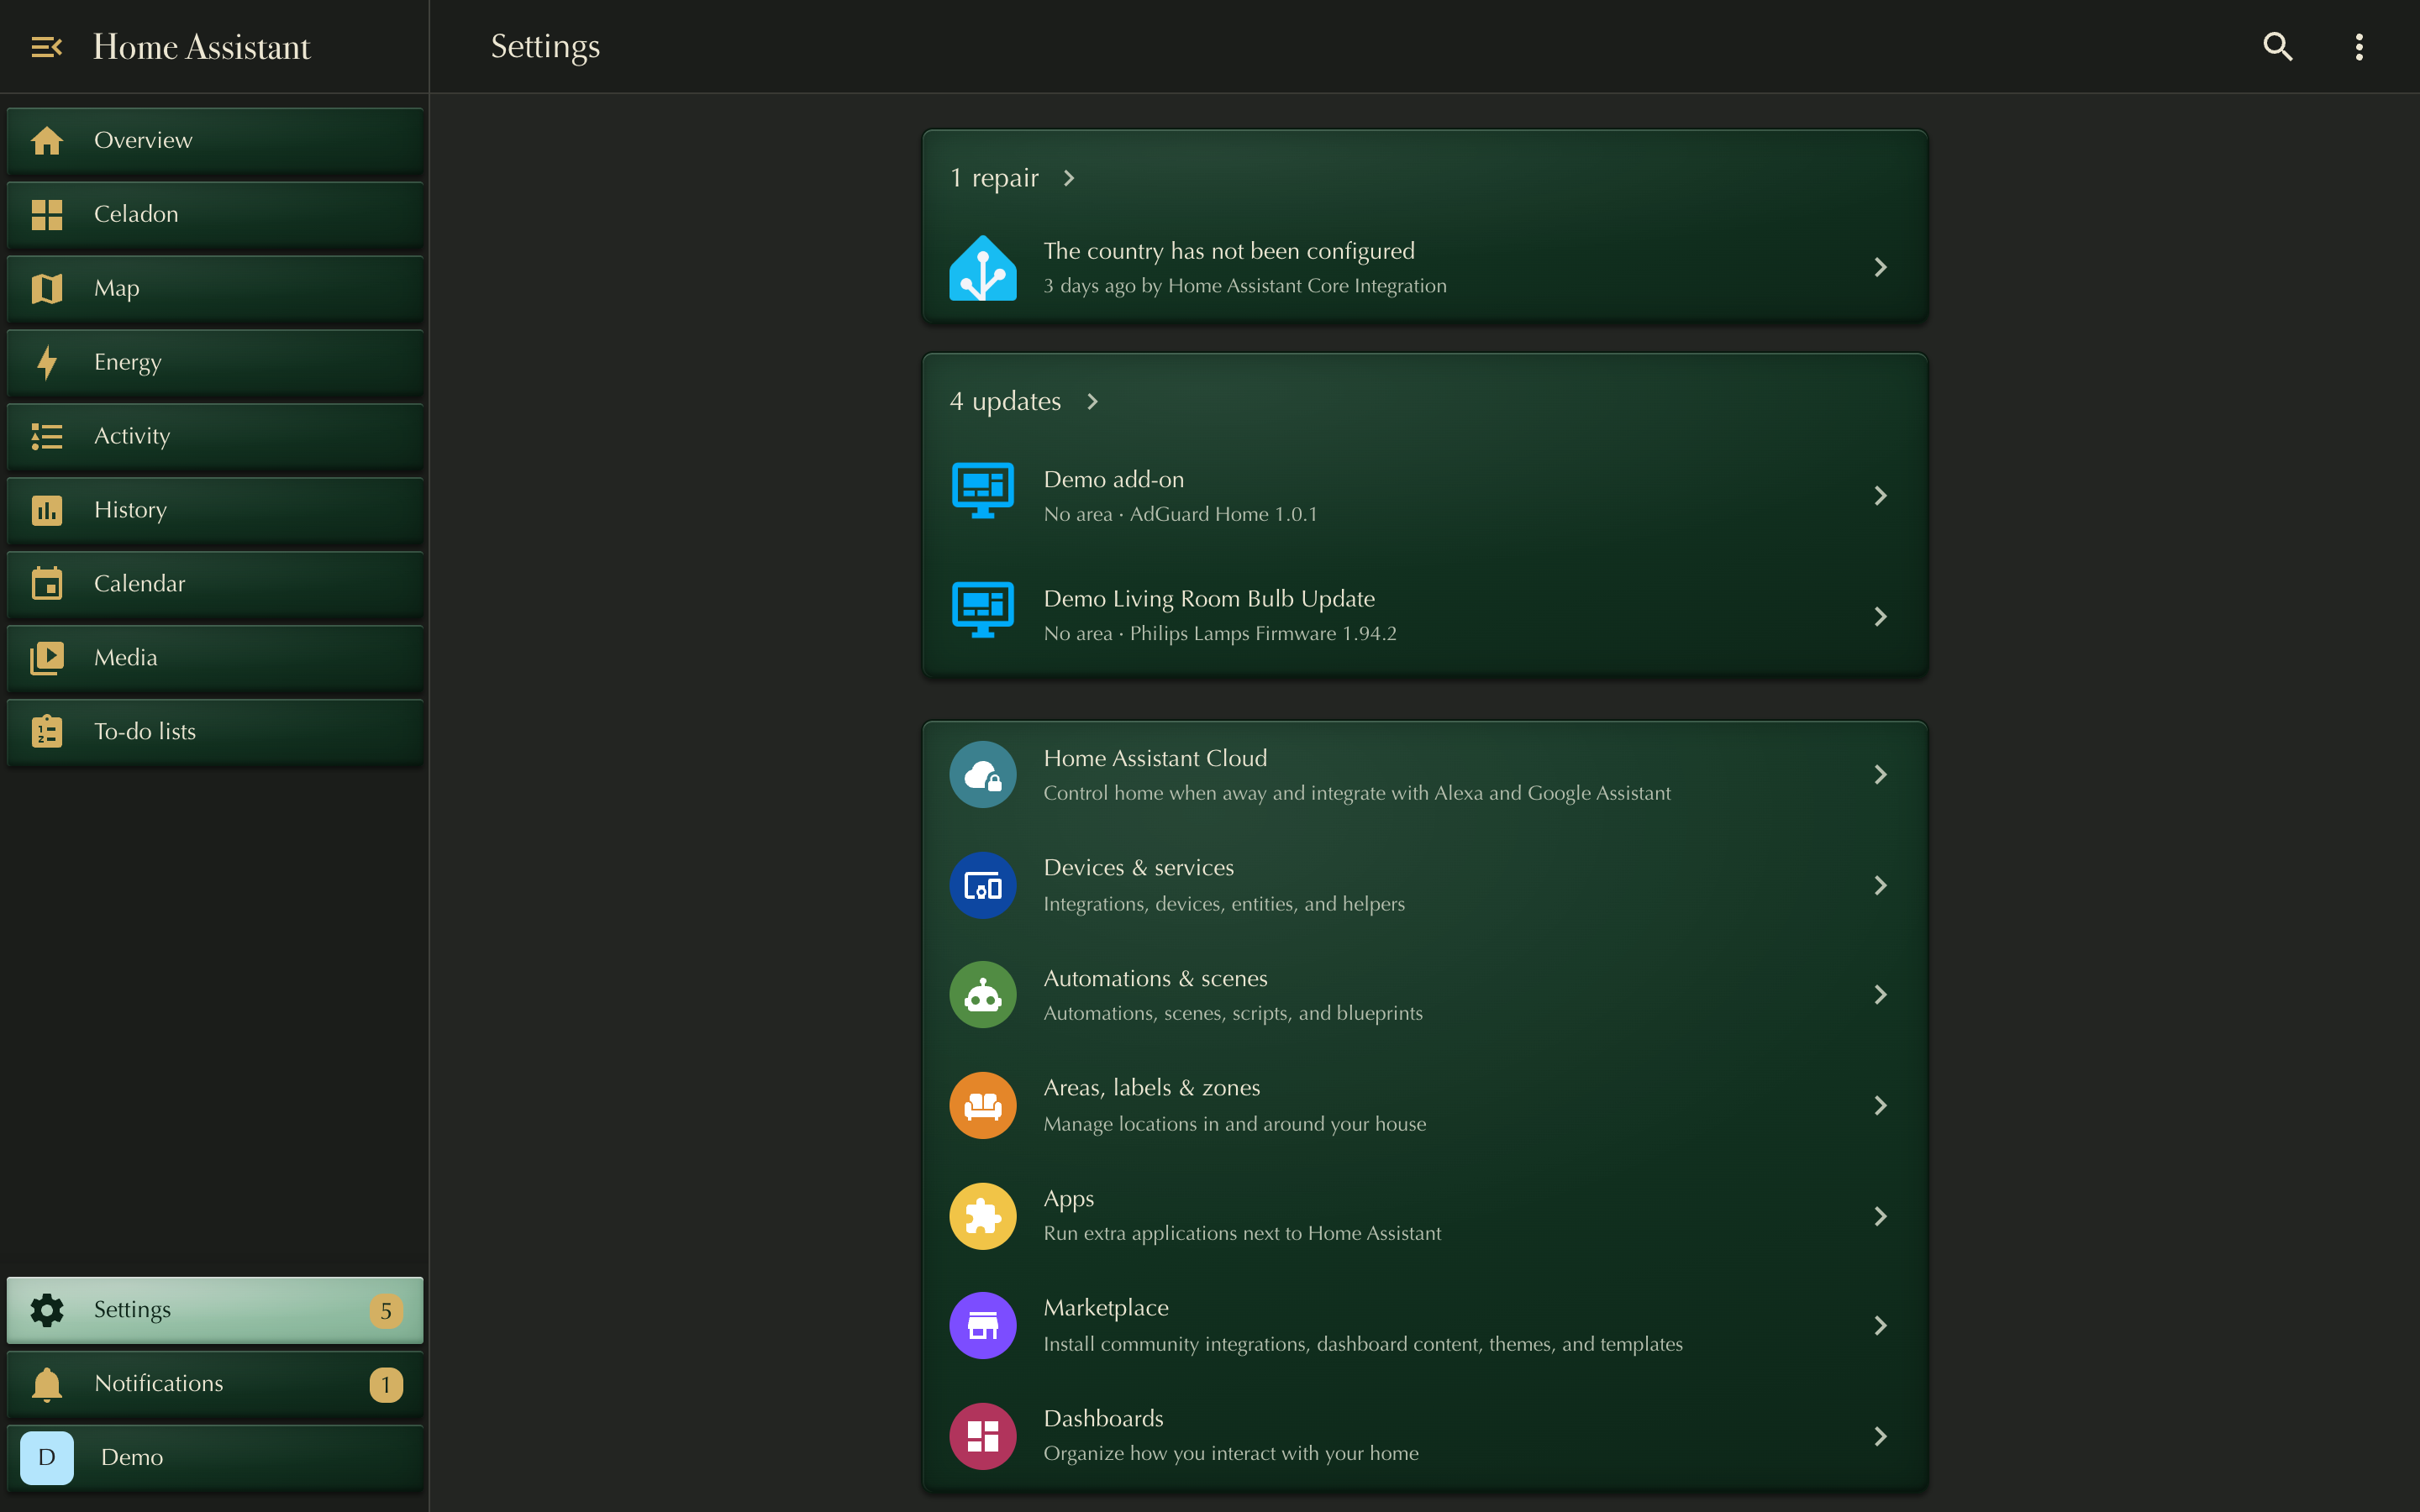 Home Assistant
Settings
Overview
Celadon
Map
Energy
Activity
History
Calendar
Media
To-do lists
Settings
5
Notifications
1
D
Demo
1 repair
The country has not been configured
3 days ago by Home Assistant Core Integration
4 updates
Demo add-on
No area · AdGuard Home 1.0.1
Demo Living Room Bulb Update
No area · Philips Lamps Firmware 1.94.2
Home Assistant Cloud
Control home when away and integrate with Alexa and Google Assistant
Devices & services
Integrations, devices, entities, and helpers
Automations & scenes
Automations, scenes, scripts, and blueprints
Areas, labels & zones
Manage locations in and around your house
Apps
Run extra applications next to Home Assistant
Marketplace
Install community integrations, dashboard content, themes, and templates
Dashboards
Organize how you interact with your home